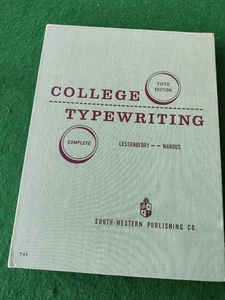 FIFTH
EDITION
COLLEGE
TYPEWRITING
COMPLETE
LESSENBERRY -- WANOUS
SOUTH-WESTERN PUBLISHING CO.